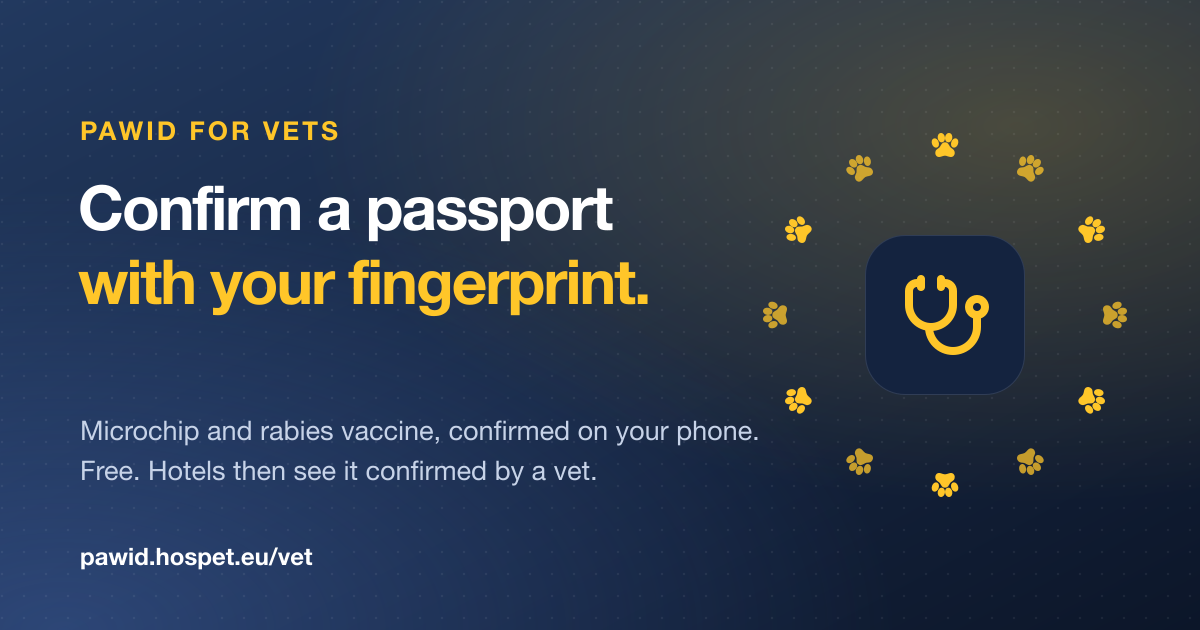 PAWID FOR VETS
Confirm a passport
with your fingerprint.
Microchip and rabies vaccine, confirmed on your phone.
Free. Hotels then see it confirmed by a vet.
pawid.hospet.eu/vet